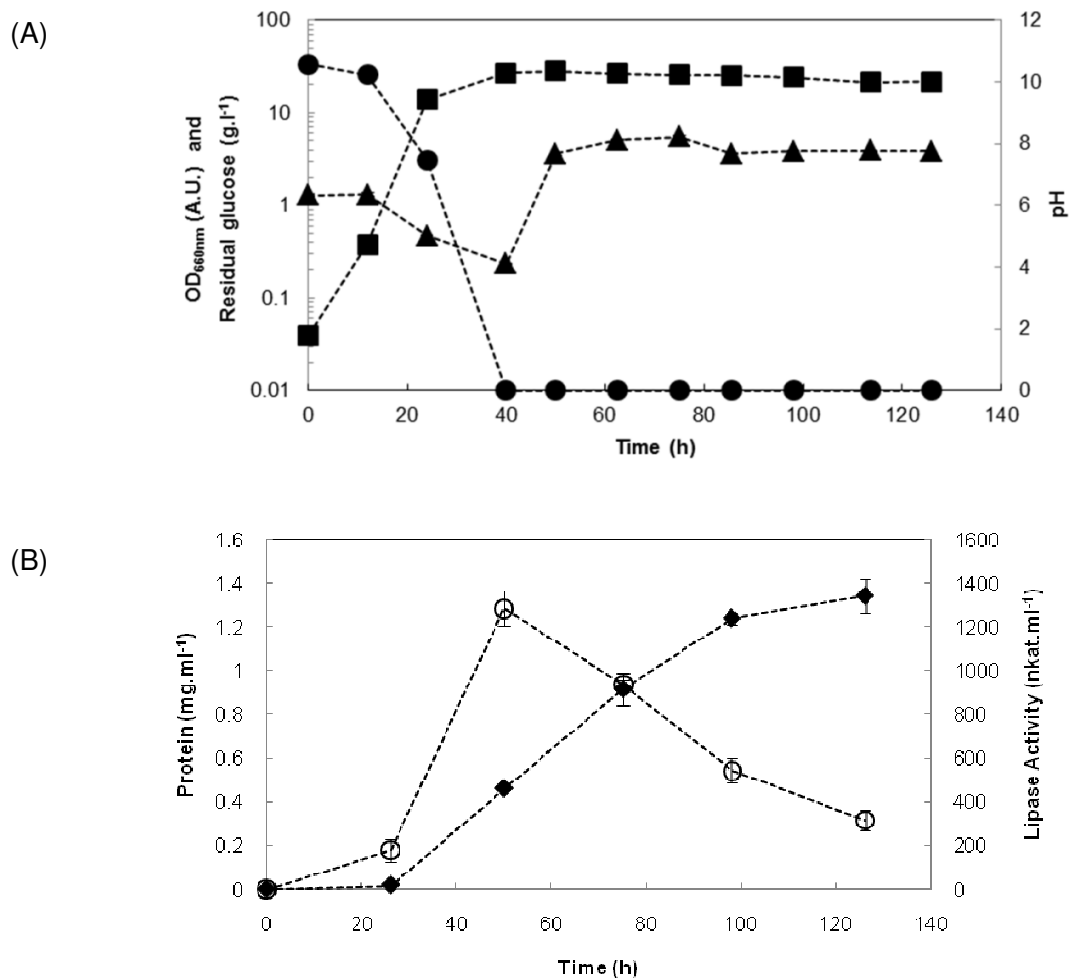 (A)
100
10
1
0.1
0.01
12
10
8
6
4
2
0
OD660nm (A.U.) and
Residual glucose (g.l-1)
pH
0 20 40 60 80 100 120 140
Time (h)
(B)
1.6
1.4
1.2
1
0.8
0.6
0.4
0.2
0
1600
1400
1200
1000
800
600
400
200
0
Protein (mg.ml-1)
Lipase Activity (nkat.ml-1)
0 20 40 60 80 100 120 140
Time (h)